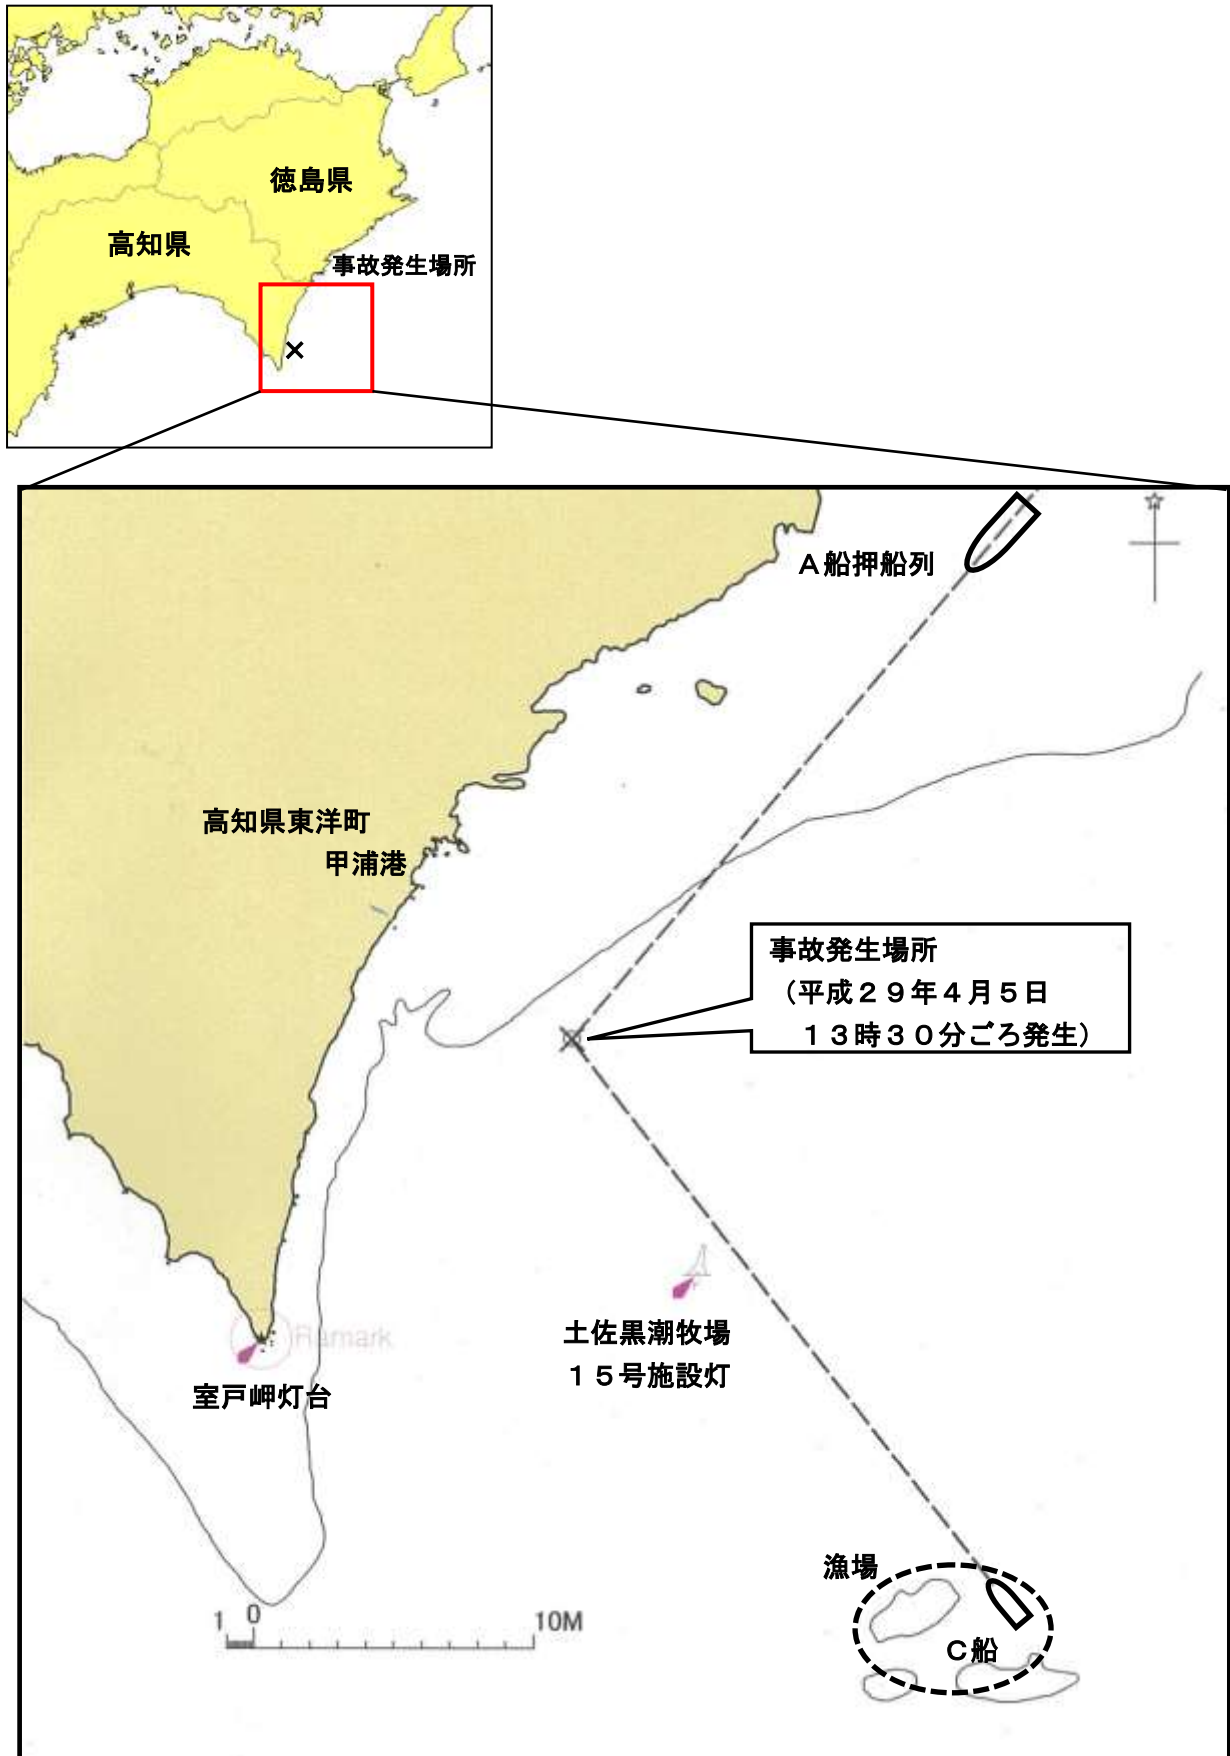 徳島県
高知県
事故発生場所
A船押船列
高知県東洋町
甲浦港
事故発生場所
（平成２９年４月５日
１３時３０分ごろ発生）
Ramark
土佐黒潮牧場
１５号施設灯
室戸岬灯台
漁場
C船
1 0 10M